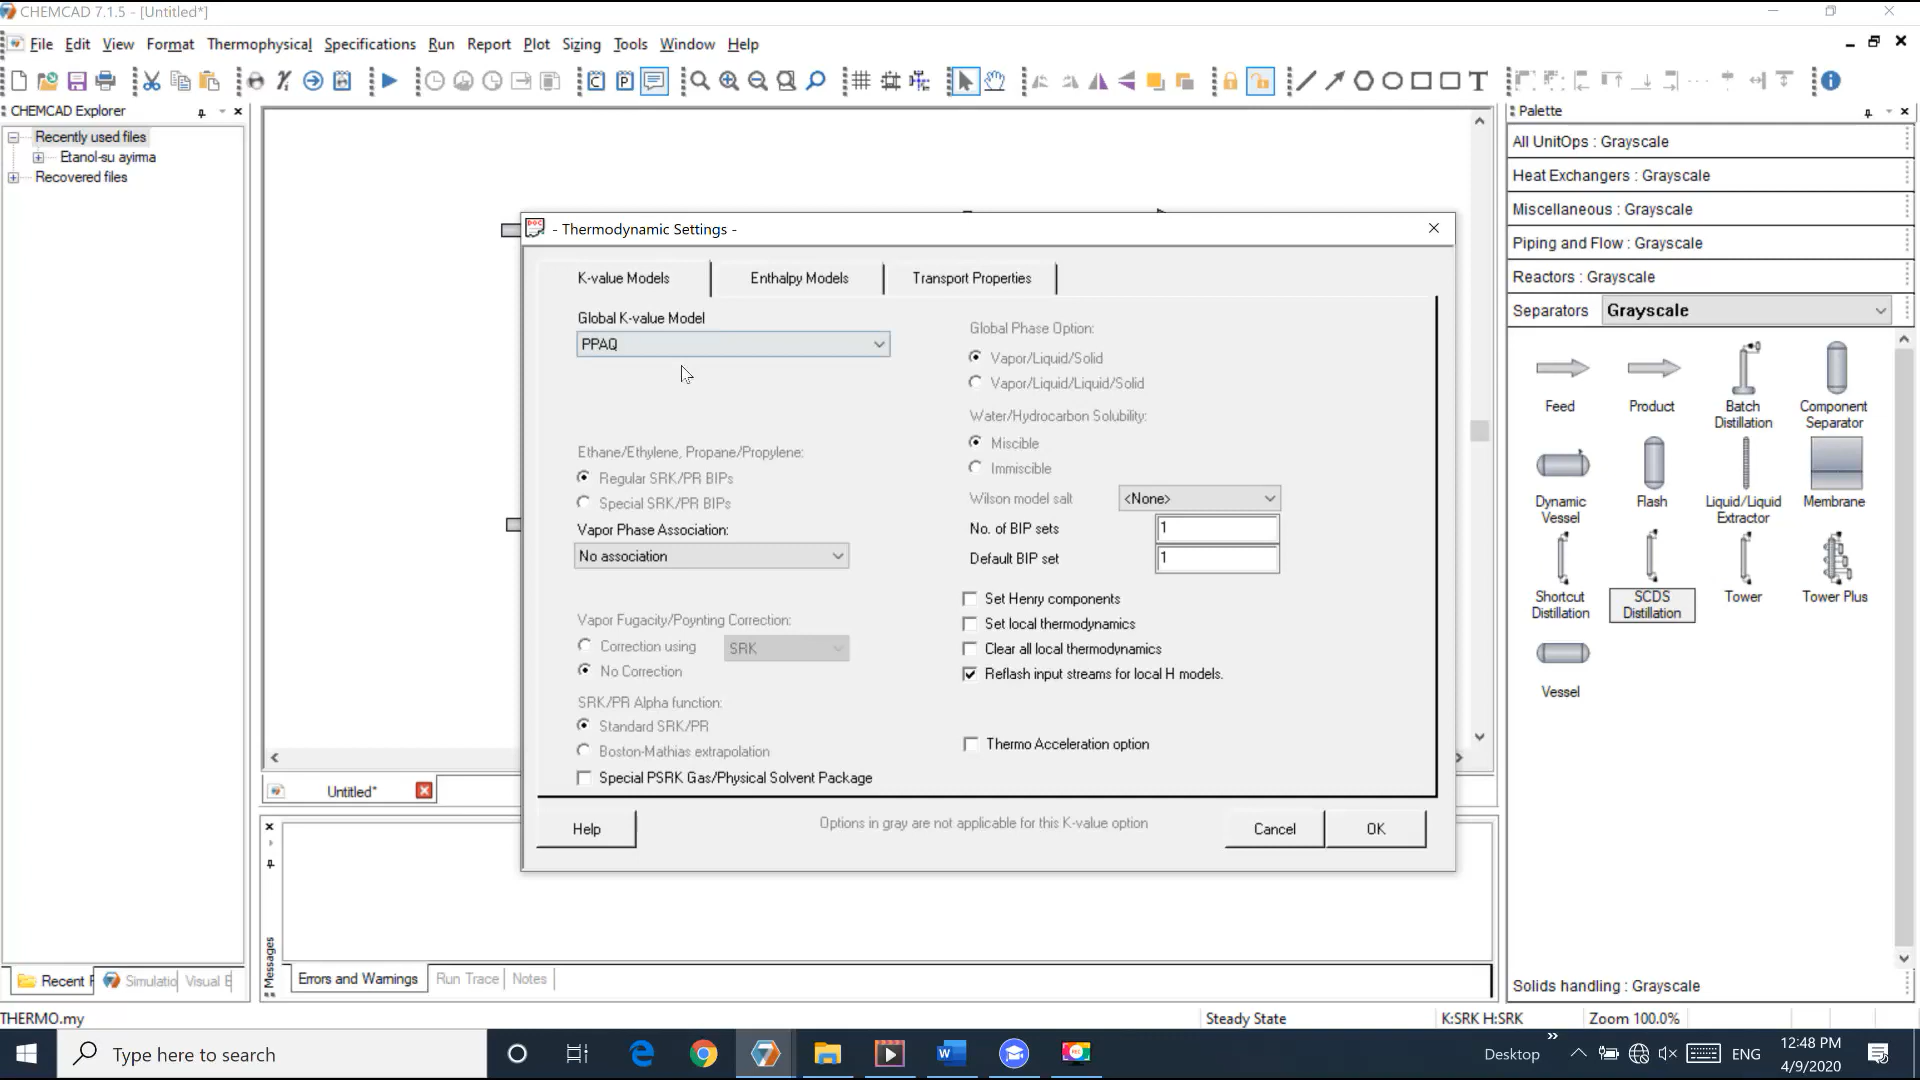 CHEMCAD 7.1.5 - [Untitled*]
File Edit View Format Thermophysical Specifications Run Report Plot Sizing Tools Window Help
CHEMCAD Explorer
Recently used files
Etanol-su ayirma
Recovered files
- Thermodynamic Settings -
K-value Models
Enthalpy Models
Transport Properties
Global K-value Model
PPAQ
Ethane/Ethylene, Propane/Propylene:
Regular SRK/PR BIPs
Special SRK/PR BIPs
Vapor Phase Association:
No association
Vapor Fugacity/Poynting Correction:
Correction using
SRK
No Correction
SRK/PR Alpha function:
Standard SRK/PR
Boston-Mathias extrapolation
Special PSRK Gas/Physical Solvent Package
Global Phase Option:
Vapor/Liquid/Solid
Vapor/Liquid/Liquid/Solid
Water/Hydrocarbon Solubility:
Miscible
Immiscible
Wilson model salt
<None>
No. of BIP sets
1
Default BIP set
1
Set Henry components
Set local thermodynamics
Clear all local thermodynamics
Reflash input streams for local H models.
Thermo Acceleration option
Help
Options in gray are not applicable for this K-value option
Cancel
OK
Palette
All UnitOps : Grayscale
Heat Exchangers : Grayscale
Miscellaneous : Grayscale
Piping and Flow : Grayscale
Reactors : Grayscale
Separators
Grayscale
Feed
Product
Batch
Distillation
Component
Separator
Dynamic
Vessel
Flash
Liquid/Liquid
Extractor
Membrane
Shortcut
Distillation
SCDS
Distillation
Tower
Tower Plus
Vessel
Solids handling : Grayscale
Untitled*
Messages
Errors and Warnings
Run Trace
Notes
Recent F
Simulatio
Visual E
THERMO.my
Steady State
K:SRK H:SRK
Zoom 100.0%
Type here to search
Desktop
ENG
12:48 PM
4/9/2020